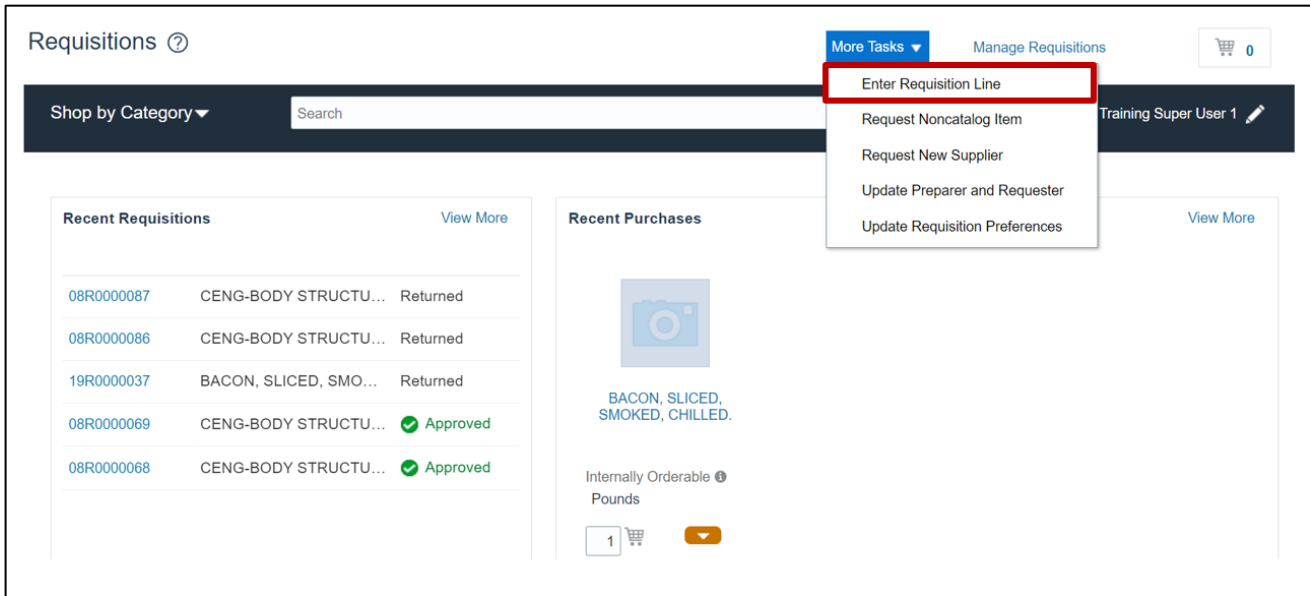 Requisitions ?
More Tasks
Manage Requisitions
0
Enter Requisition Line
Request Noncatalog Item
Request New Supplier
Update Preparer and Requester
Update Requisition Preferences
Shop by Category
Search
Training Super User 1
Recent Requisitions
View More
08R0000087 CENG-BODY STRUCTU... Returned
08R0000086 CENG-BODY STRUCTU... Returned
19R0000037 BACON, SLICED, SMO... Returned
08R0000069 CENG-BODY STRUCTU... Approved
08R0000068 CENG-BODY STRUCTU... Approved
Recent Purchases
View More
BACON, SLICED,
SMOKED, CHILLED.
Internally Orderable
Pounds
1